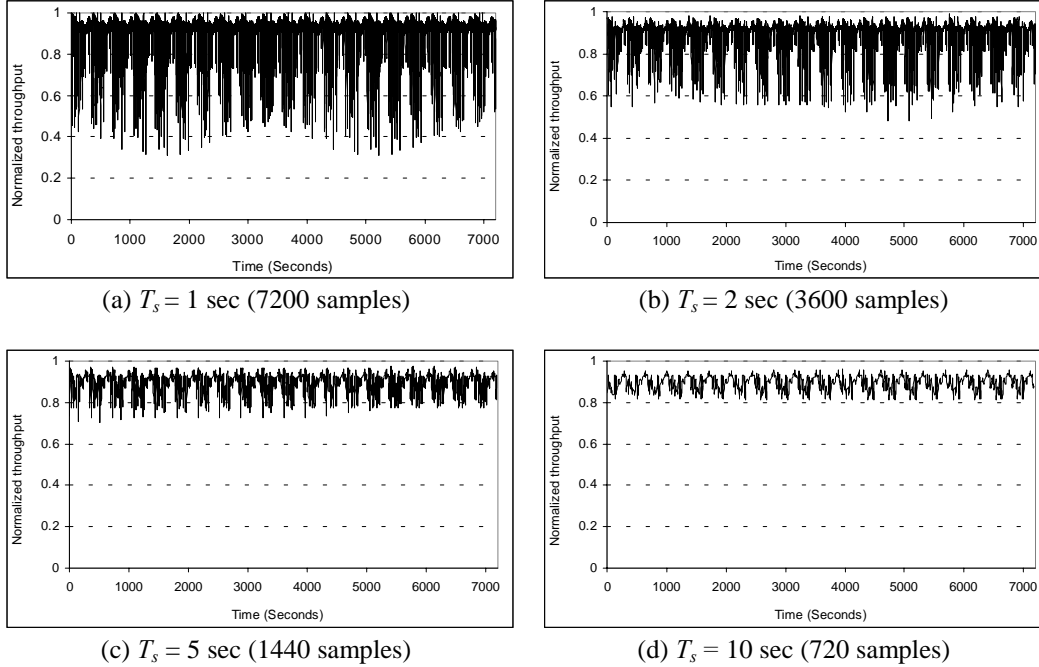 1
0.8
0.6
0.4
0.2
0
Normalized throughput
0 1000 2000 3000 4000 5000 6000 7000
Time (Seconds)
(a) Ts = 1 sec (7200 samples)
1
0.8
0.6
0.4
0.2
0
Normalized throughput
0 1000 2000 3000 4000 5000 6000 7000
Time (Seconds)
(b) Ts = 2 sec (3600 samples)
1
0.8
0.6
0.4
0.2
0
Normalized throughput
0 1000 2000 3000 4000 5000 6000 7000
Time (Seconds)
(c) Ts = 5 sec (1440 samples)
1
0.8
0.6
0.4
0.2
0
Normalized throughput
0 1000 2000 3000 4000 5000 6000 7000
Time (Seconds)
(d) Ts = 10 sec (720 samples)